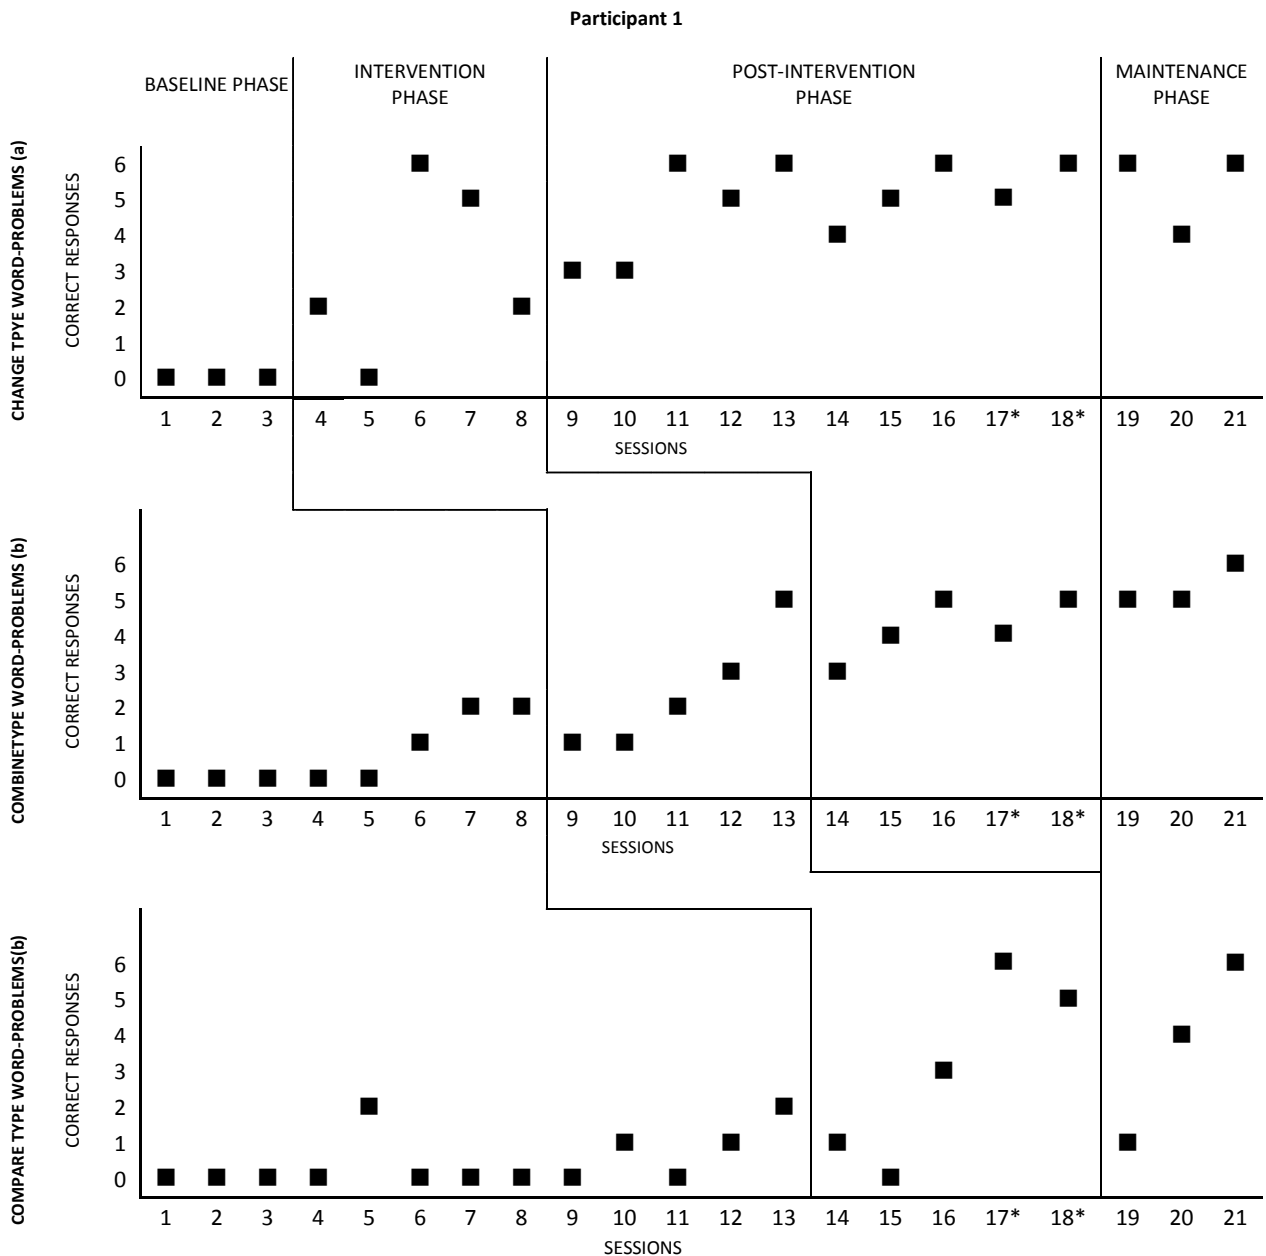 Participant 1
BASELINE PHASE
INTERVENTION
PHASE
POST-INTERVENTION
PHASE
MAINTENANCE
PHASE
CHANGE TPYE WORD-PROBLEMS (a)
CORRECT RESPONSES
6
5
4
3
2
1
0
1 2 3 4 5 6 7 8 9 10 11 12 13 14 15 16 17* 18* 19 20 21
SESSIONS
COMBINETYPE WORD-PROBLEMS (b)
CORRECT RESPONSES
6
5
4
3
2
1
0
1 2 3 4 5 6 7 8 9 10 11 12 13 14 15 16 17* 18* 19 20 21
SESSIONS
COMPARE TYPE WORD-PROBLEMS(b)
CORRECT RESPONSES
6
5
4
3
2
1
0
1 2 3 4 5 6 7 8 9 10 11 12 13 14 15 16 17* 18* 19 20 21
SESSIONS